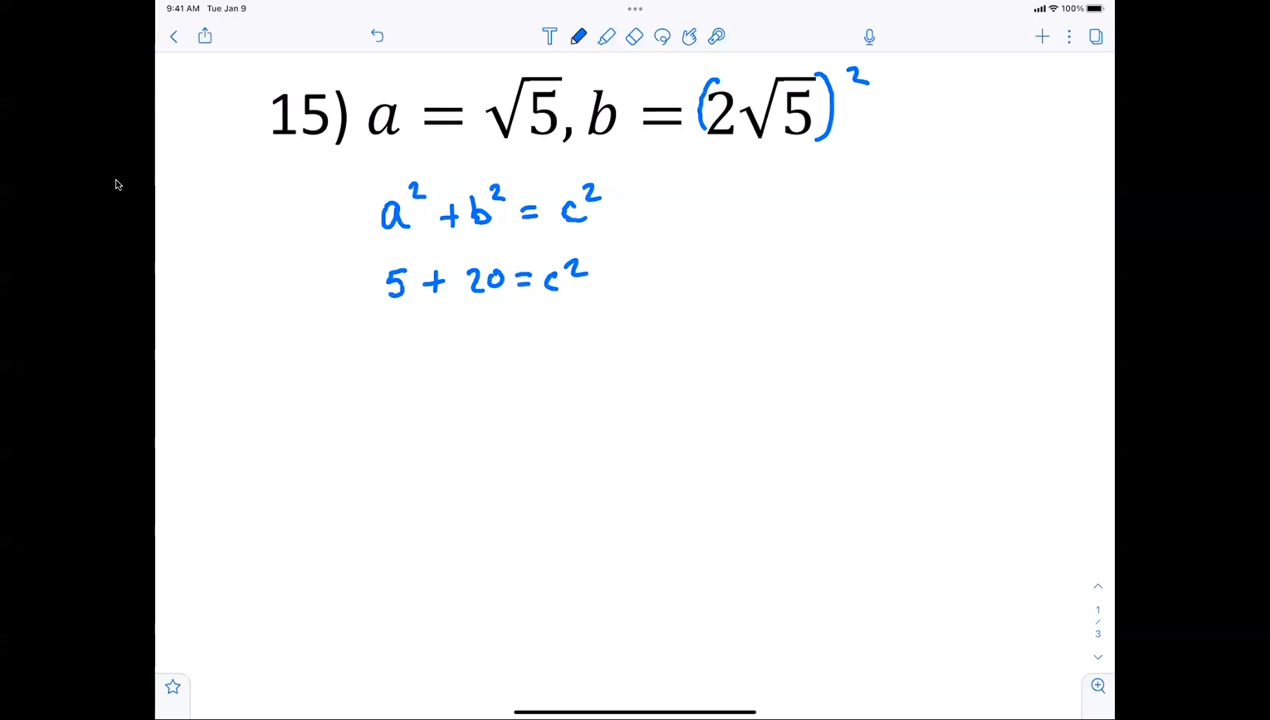 9:41 AM Tue Jan 9
100%
T
15) a = √5, b = (2√5)²
a² + b² = c²
5 + 20 = c²
1
/
3